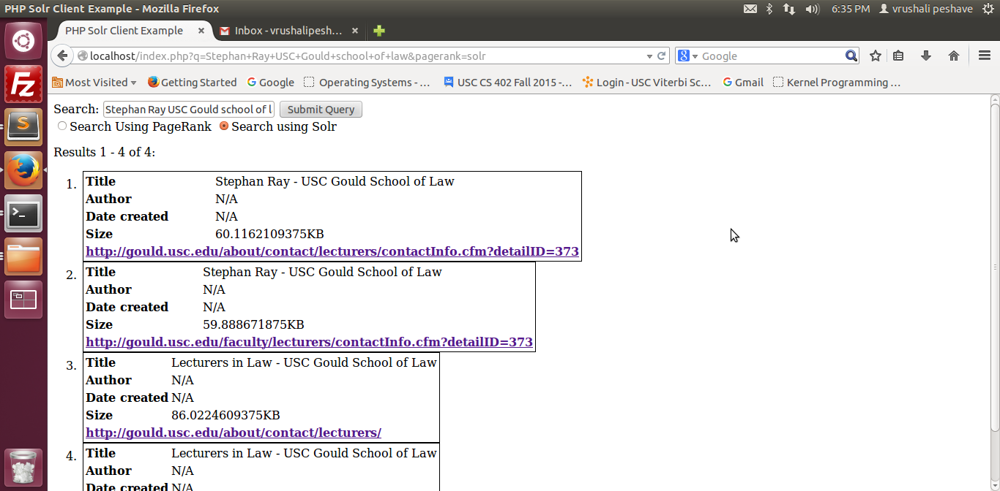 PHP Solr Client Example - Mozilla Firefox
6:35 PM vrushali peshave
PHP Solr Client Example
Inbox - vrushalipesh...
localhost/index.php?q=Stephan+Ray+USC+Gould+school+of+law&pagerank=solr
Google
Most Visited
Getting Started
Google
Operating Systems - ...
USC CS 402 Fall 2015 -...
Login - USC Viterbi Sc...
Gmail
Kernel Programming ...
Search: Stephan Ray USC Gould school of l Submit Query
Search Using PageRank Search using Solr
Results 1 - 4 of 4:
1. Title Stephan Ray - USC Gould School of Law
Author N/A
Date created N/A
Size 60.1162109375KB
http://gould.usc.edu/about/contact/lecturers/contactInfo.cfm?detailID=373
2. Title Stephan Ray - USC Gould School of Law
Author N/A
Date created N/A
Size 59.888671875KB
http://gould.usc.edu/faculty/lecturers/contactInfo.cfm?detailID=373
3. Title Lecturers in Law - USC Gould School of Law
Author N/A
Date created N/A
Size 86.0224609375KB
http://gould.usc.edu/about/contact/lecturers/
4. Title Lecturers in Law - USC Gould School of Law
Author N/A
Date created N/A